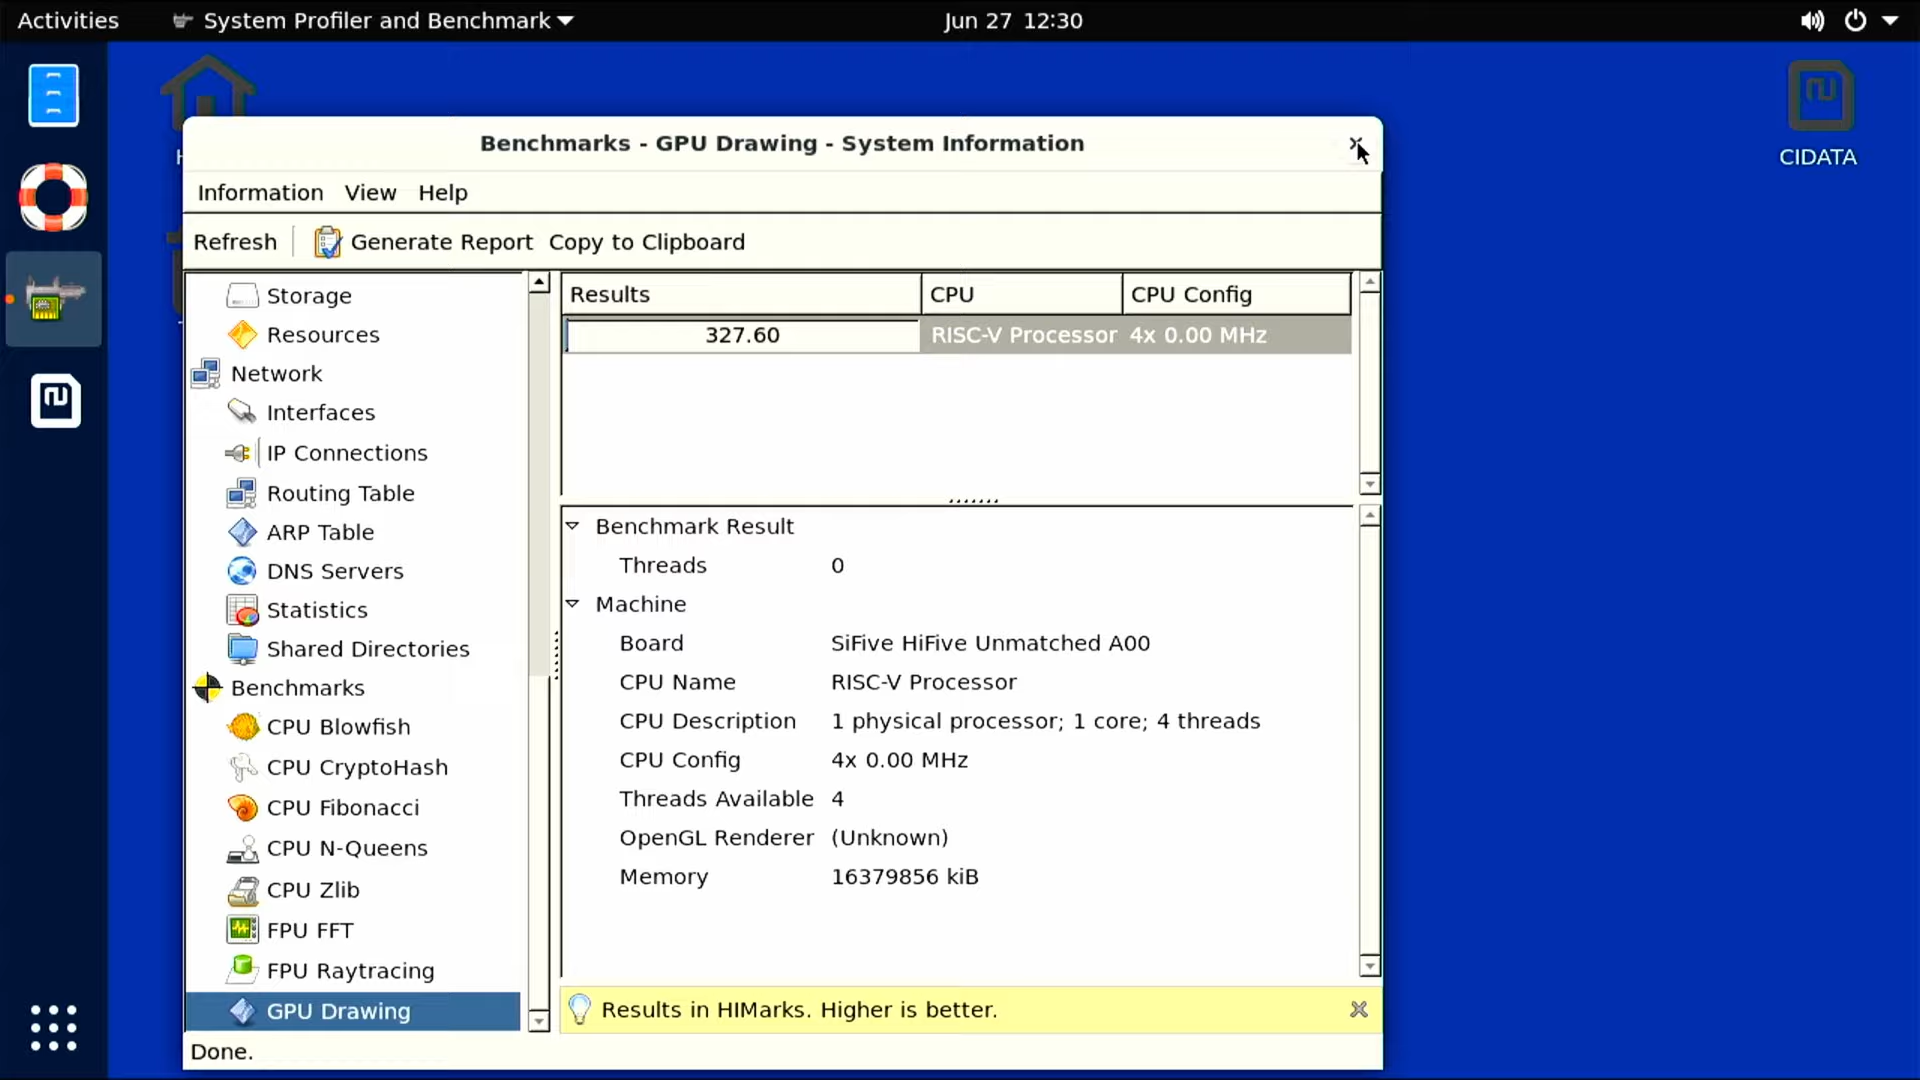 Activities
System Profiler and Benchmark
Jun 27 12:30
CIDATA
Benchmarks - GPU Drawing - System Information
Information View Help
Refresh Generate Report Copy to Clipboard
Storage
Resources
Network
Interfaces
IP Connections
Routing Table
ARP Table
DNS Servers
Statistics
Shared Directories
Benchmarks
CPU Blowfish
CPU CryptoHash
CPU Fibonacci
CPU N-Queens
CPU Zlib
FPU FFT
FPU Raytracing
GPU Drawing
Results CPU CPU Config
327.60 RISC-V Processor 4x 0.00 MHz
Benchmark Result
Threads 0
Machine
Board SiFive HiFive Unmatched A00
CPU Name RISC-V Processor
CPU Description 1 physical processor; 1 core; 4 threads
CPU Config 4x 0.00 MHz
Threads Available 4
OpenGL Renderer (Unknown)
Memory 16379856 kiB
Results in HIMarks. Higher is better.
Done.